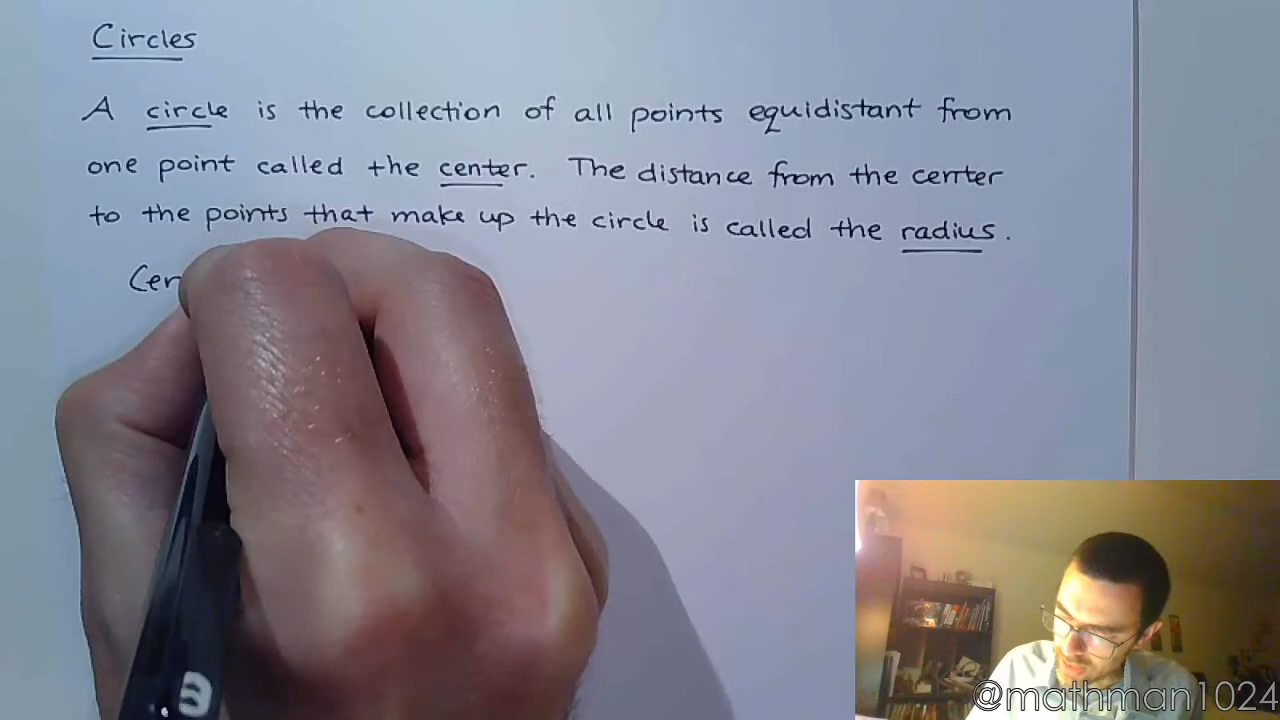 Circles
A circle is the collection of all points equidistant from
one point called the center. The distance from the center
to the points that make up the circle is called the radius.
Cen
@mathman1024